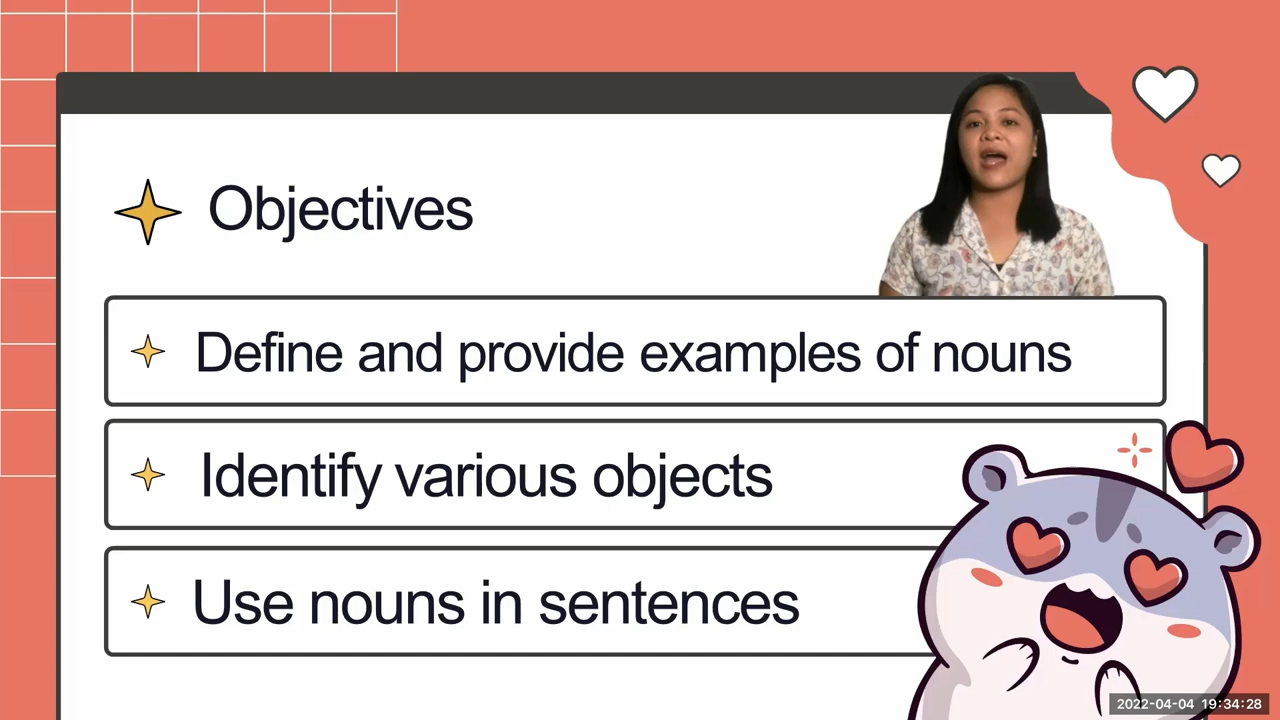 Objectives
Define and provide examples of nouns
Identify various objects
Use nouns in sentences
2022-04-04 19:34:28